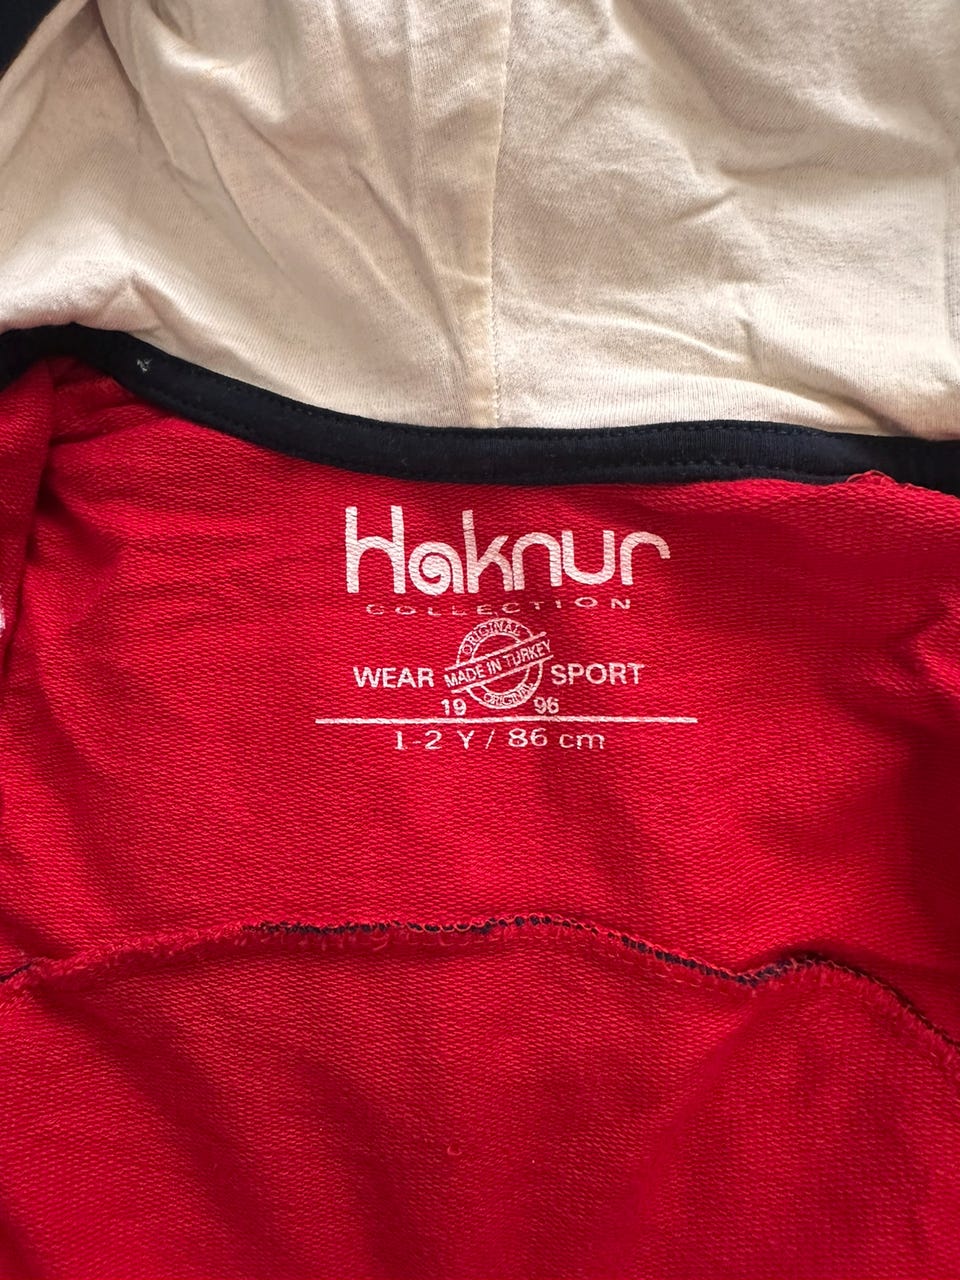 Haknur
COLLECTION
ORIGINAL
WEAR MADE IN TURKEY SPORT
ORIGINAL
19 96
1-2 Y / 86 cm